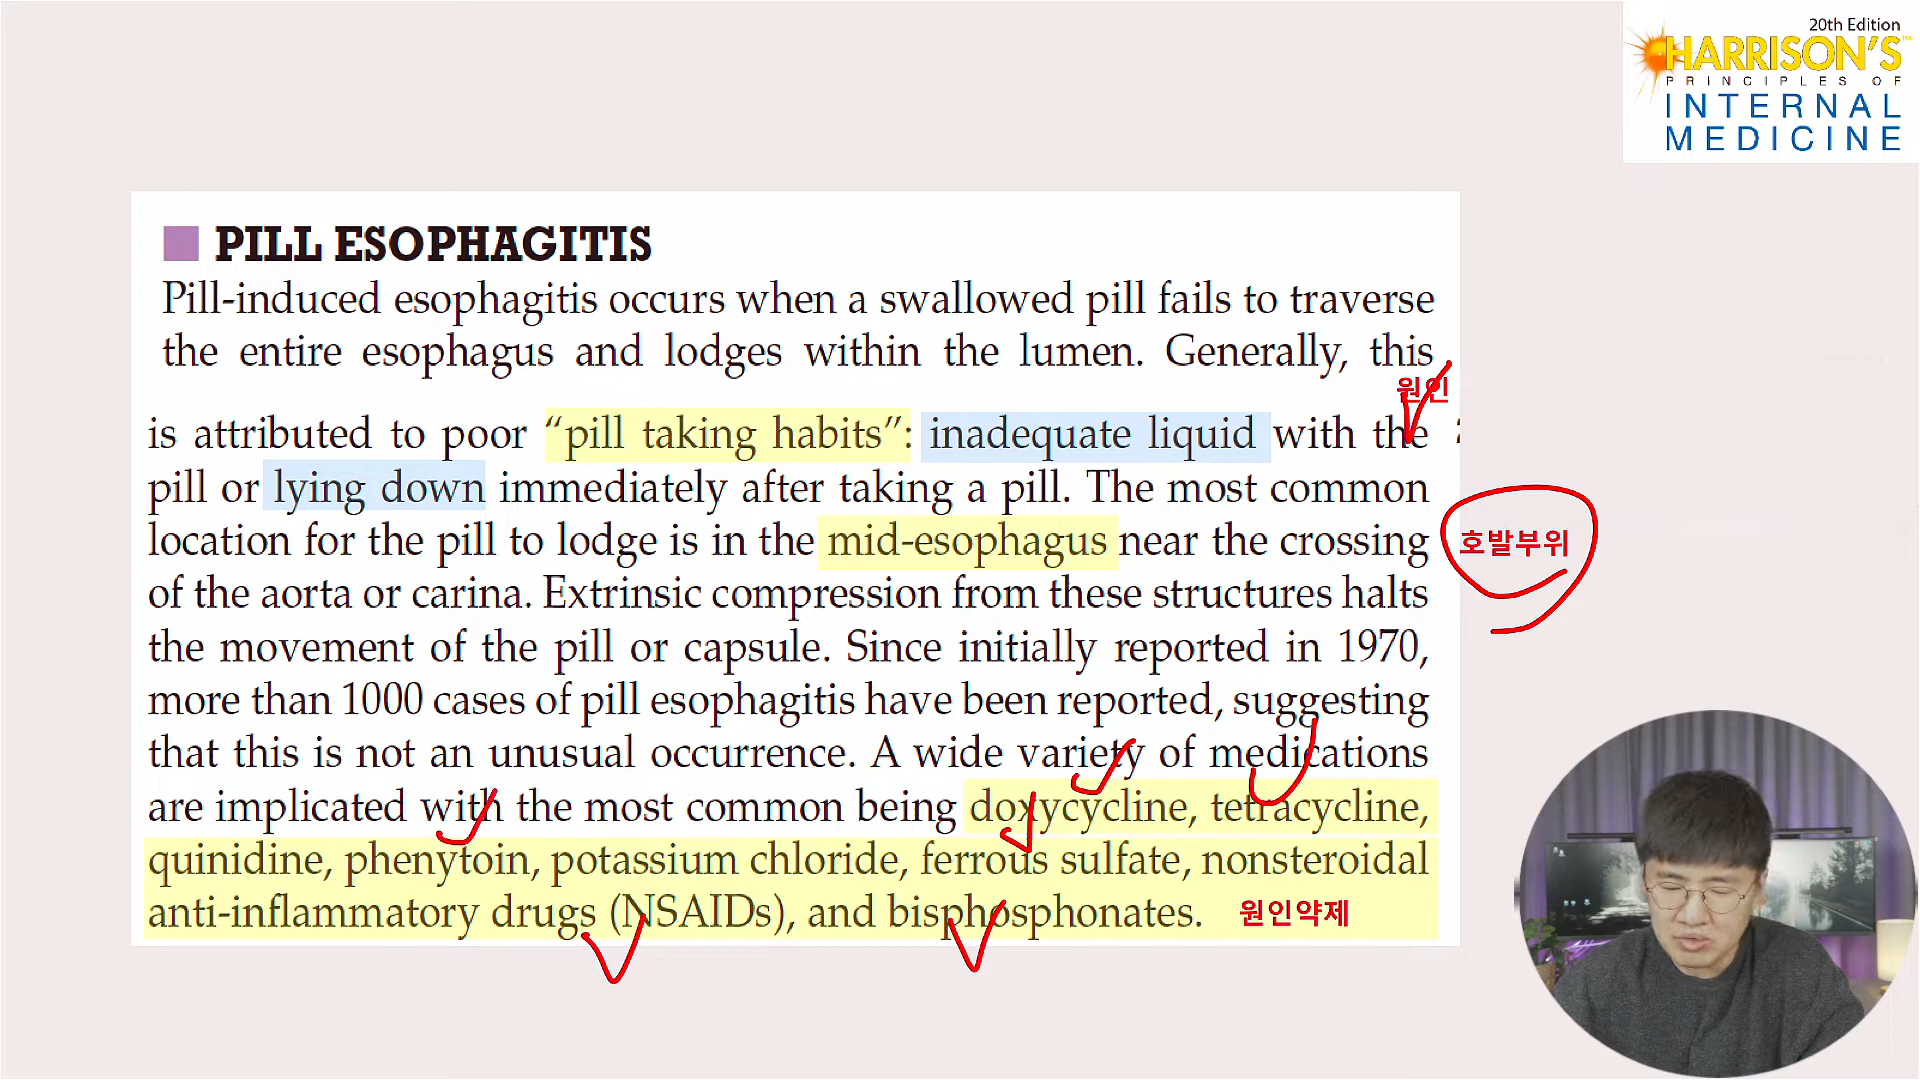 20th Edition
HARRISON'S™
PRINCIPLES OF
INTERNAL
MEDICINE
PILL ESOPHAGITIS
Pill-induced esophagitis occurs when a swallowed pill fails to traverse
the entire esophagus and lodges within the lumen. Generally, this
원인
is attributed to poor “pill taking habits”: inadequate liquid with the
pill or lying down immediately after taking a pill. The most common
location for the pill to lodge is in the mid-esophagus near the crossing
호발부위
of the aorta or carina. Extrinsic compression from these structures halts
the movement of the pill or capsule. Since initially reported in 1970,
more than 1000 cases of pill esophagitis have been reported, suggesting
that this is not an unusual occurrence. A wide variety of medications
are implicated with the most common being doxycycline, tetracycline,
quinidine, phenytoin, potassium chloride, ferrous sulfate, nonsteroidal
anti-inflammatory drugs (NSAIDs), and bisphosphonates.
원인약제